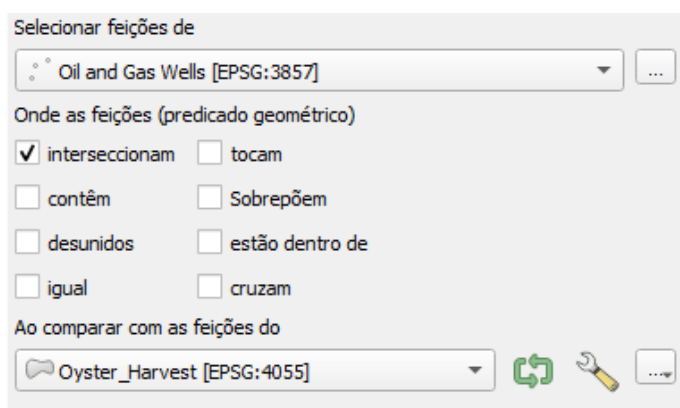 Selecionar feições de
Oil and Gas Wells [EPSG:3857]
...
Onde as feições (predicado geométrico)
interseccionam tocam
contêm Sobrepõem
desunidos estão dentro de
igual cruzam
Ao comparar com as feições do
Oyster_Harvest [EPSG:4055]
...